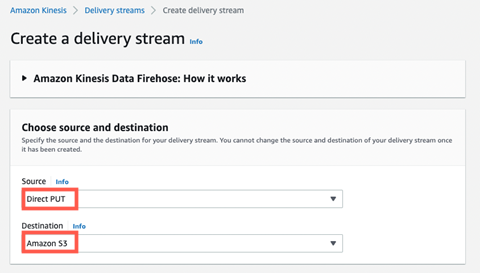 Amazon Kinesis > Delivery streams > Create delivery stream
Create a delivery stream Info
Amazon Kinesis Data Firehose: How it works
Choose source and destination
Specify the source and the destination for your delivery stream. You cannot change the source and destination of your delivery stream once
it has been created.
Source Info
Direct PUT
Destination Info
Amazon S3